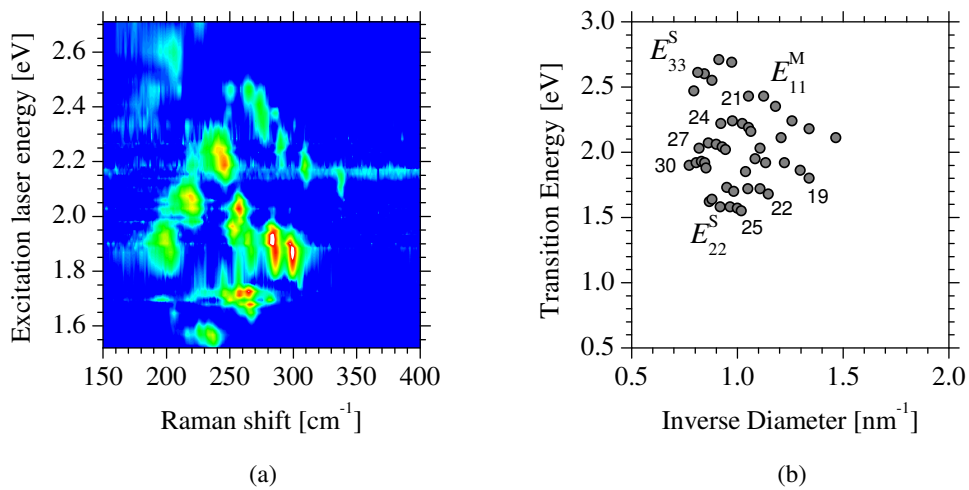 Excitation laser energy [eV]
2.6
2.4
2.2
2.0
1.8
1.6
150 200 250 300 350 400
Raman shift [cm⁻¹]
(a)
Transition Energy [eV]
3.0
2.5
2.0
1.5
1.0
0.5
E^S_33
E^M_11
21
24
27
30
19
22
25
E^S_22
0.5 1.0 1.5 2.0
Inverse Diameter [nm⁻¹]
(b)